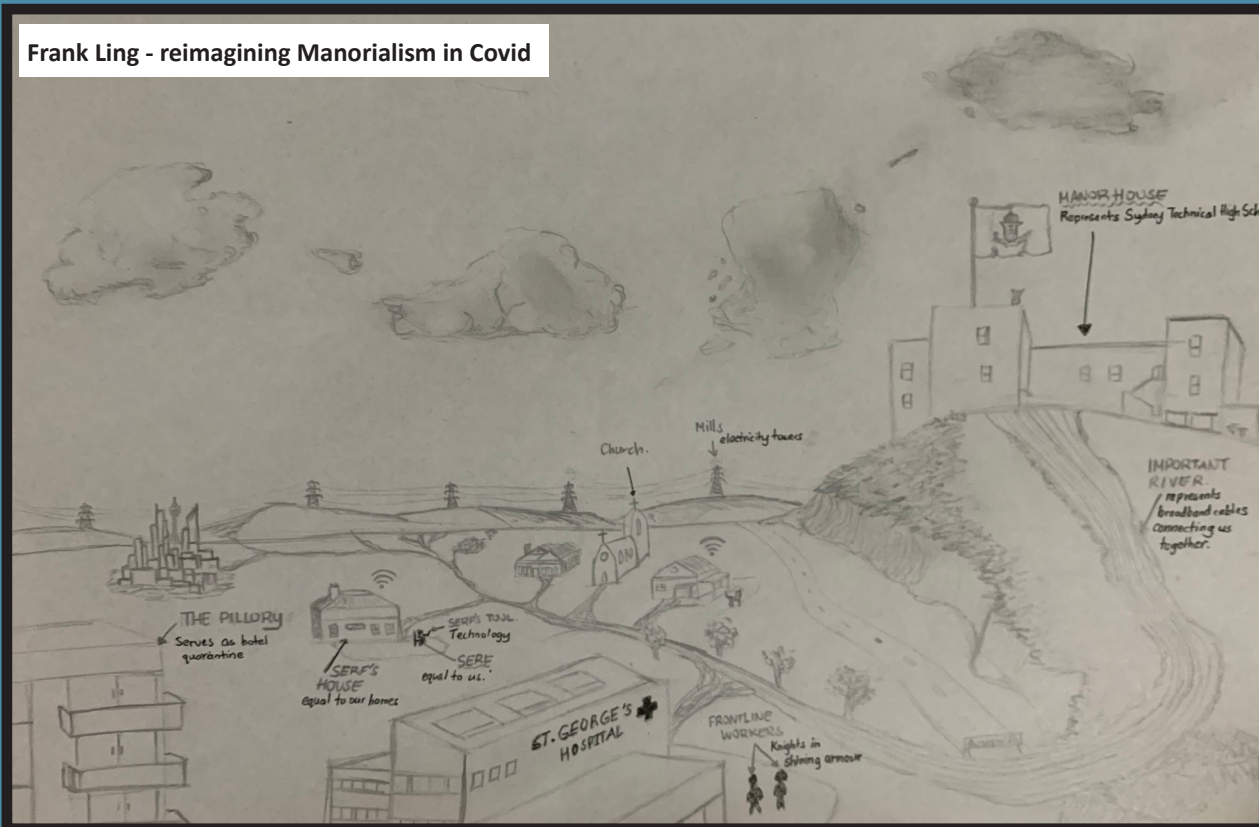 Frank Ling - reimagining Manorialism in Covid
MANOR HOUSE
Represents Sydney Technical High Sch
Mills
electricity towers
Church.
IMPORTANT
RIVER.
represents
broadband cables
connecting us
together.
THE PILLORY
Serves as hotel
quarantine
SERF'S TOOL.
Technology
SERF
equal to us.
SERF'S
HOUSE
equal to our homes
ST. GEORGE'S
HOSPITAL
FRONTLINE
WORKERS
Knights in
Shining armour